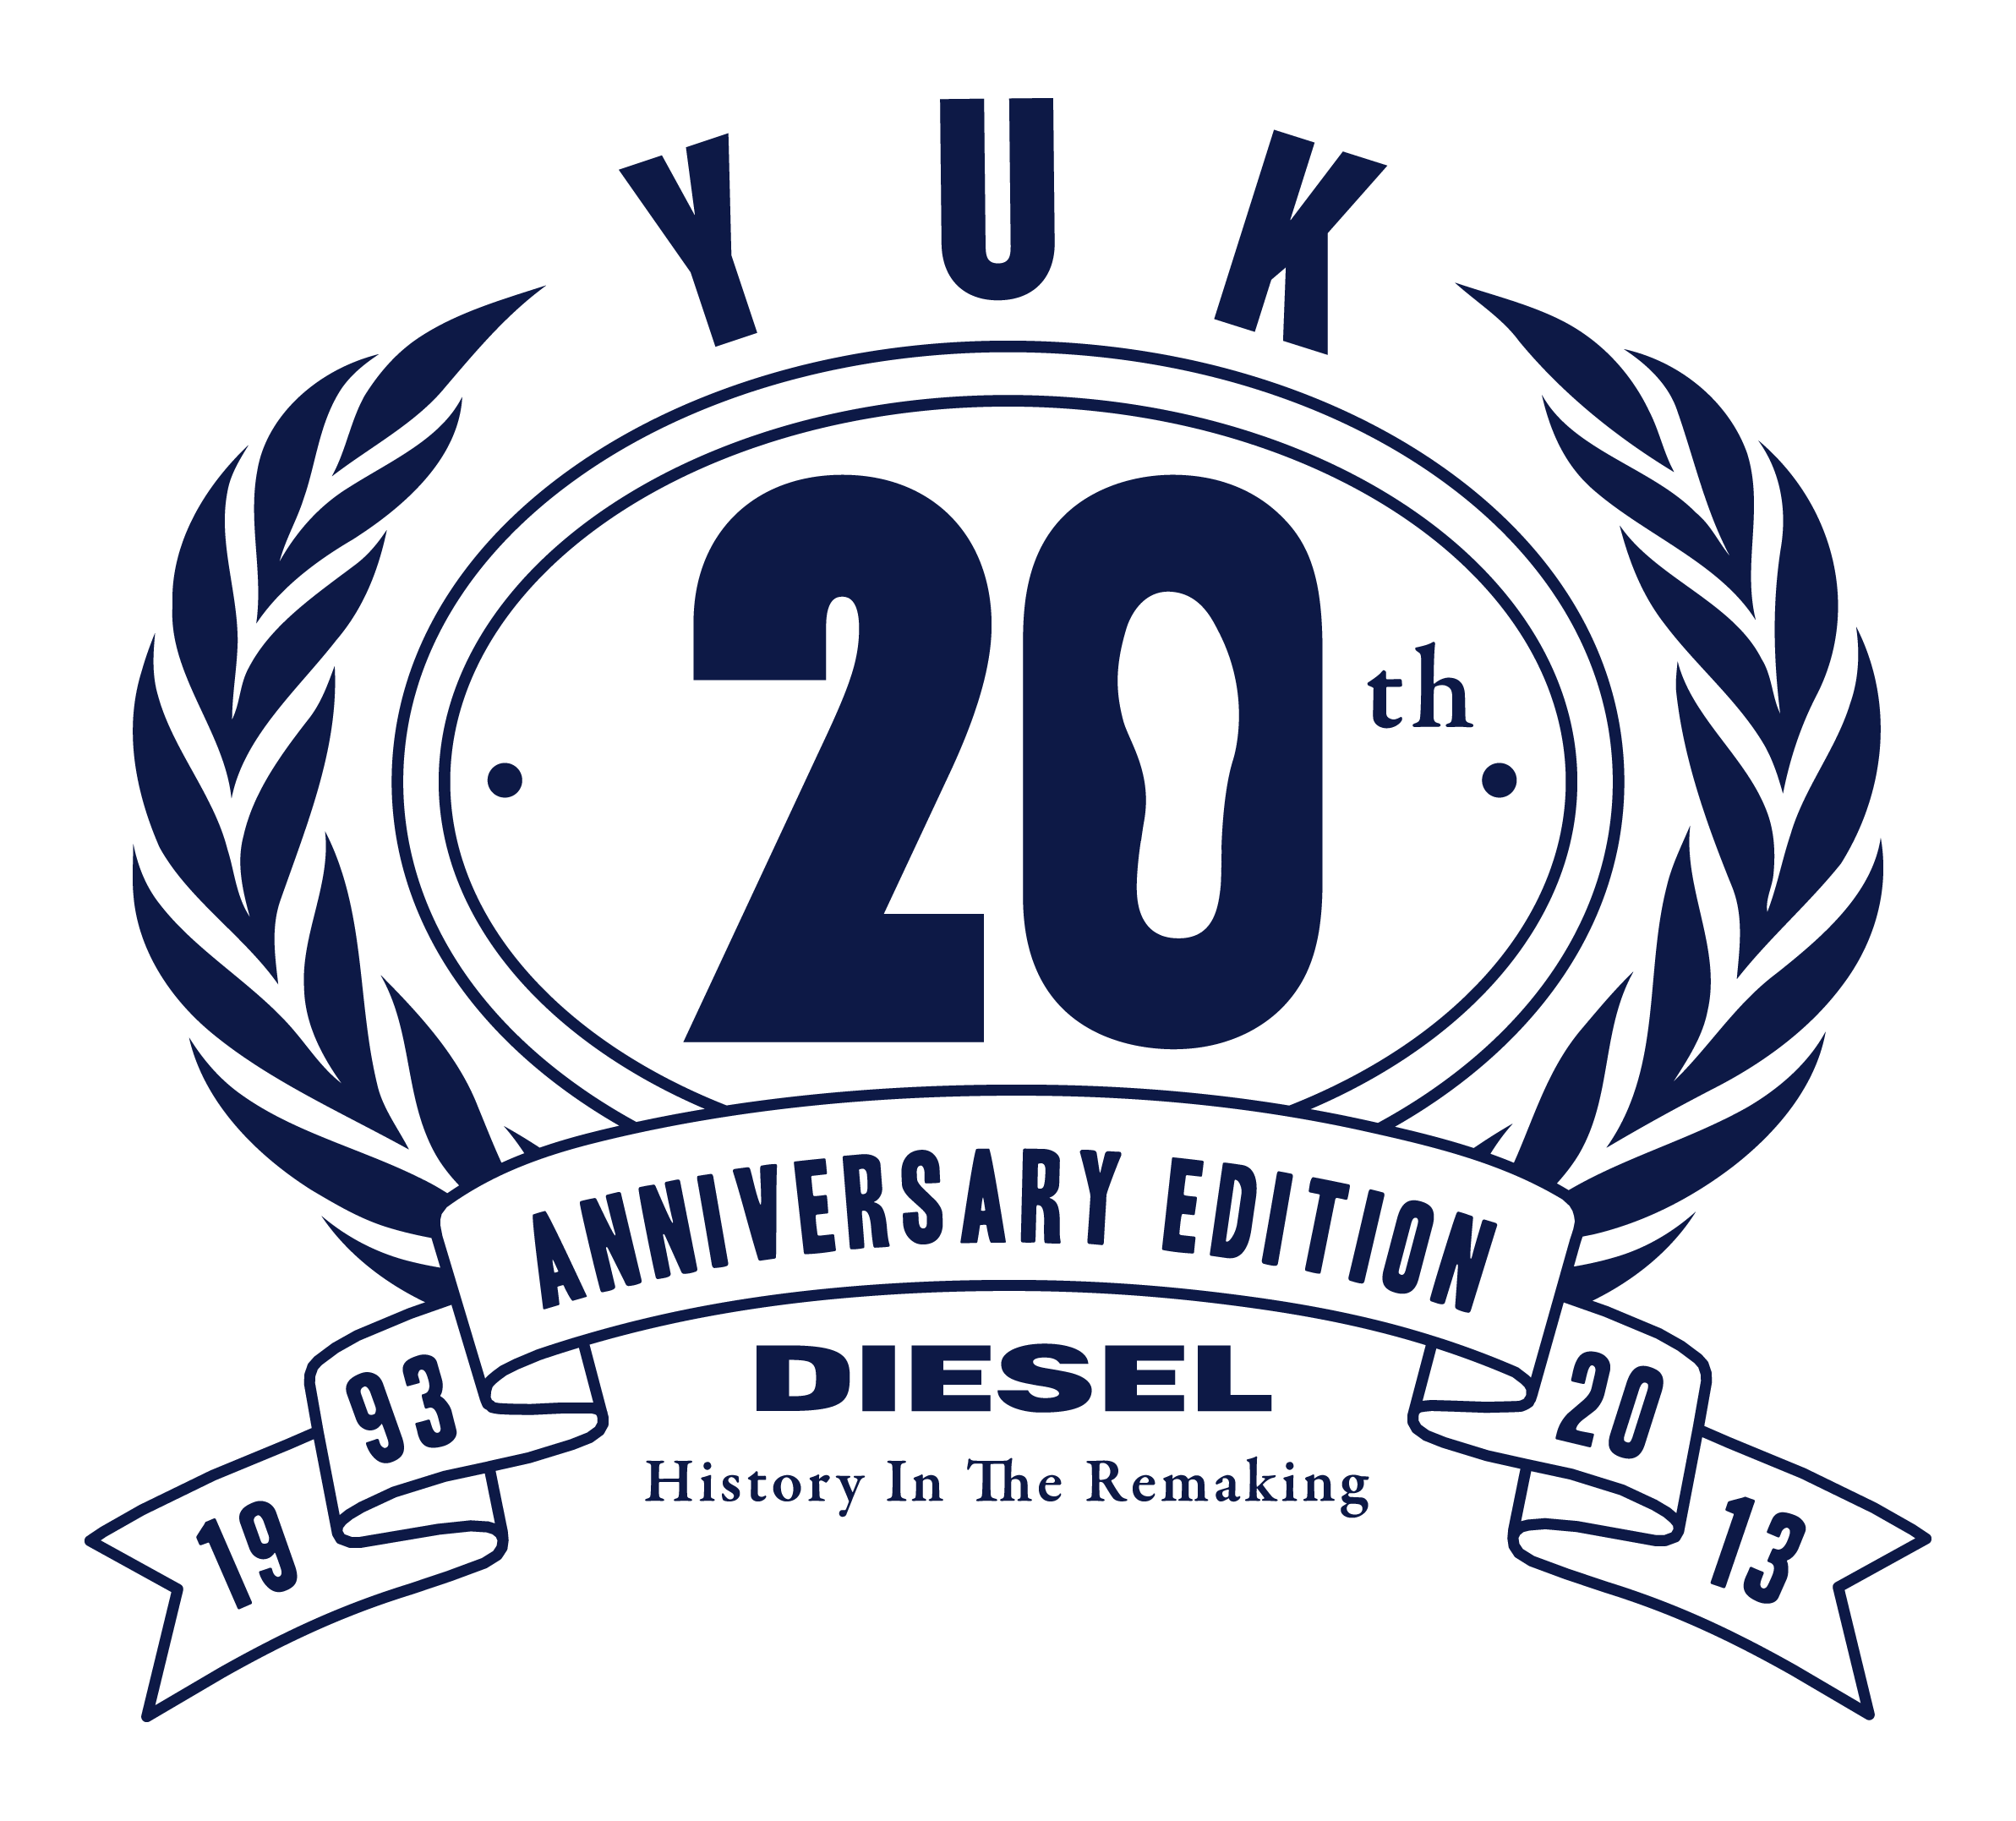 YUK
20th
ANNIVERSARY EDITION
1993
2013
DIESEL
History In The Remaking